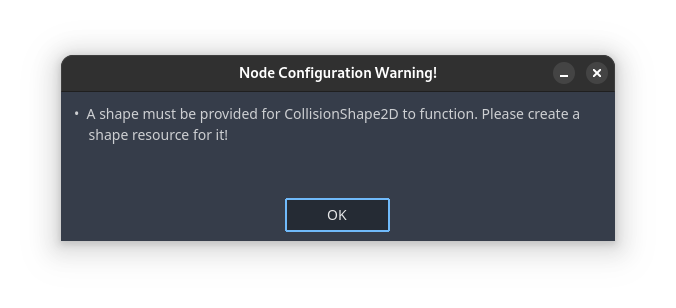 Node Configuration Warning!
• A shape must be provided for CollisionShape2D to function. Please create a
shape resource for it!
OK